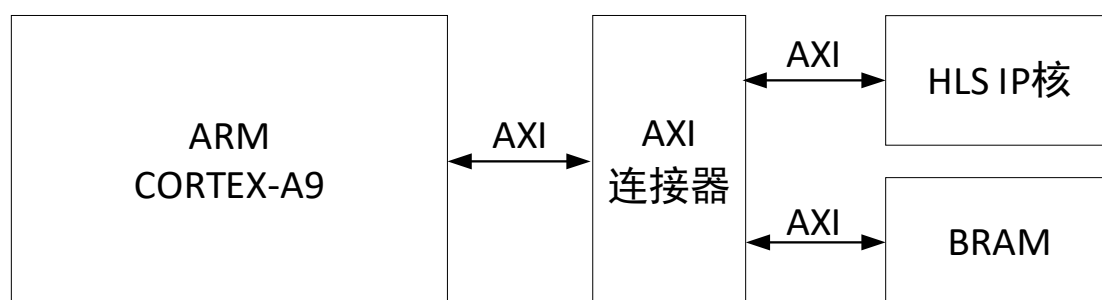 ARM
CORTEX-A9
AXI
AXI
连接器
AXI
HLS IP核
AXI
BRAM